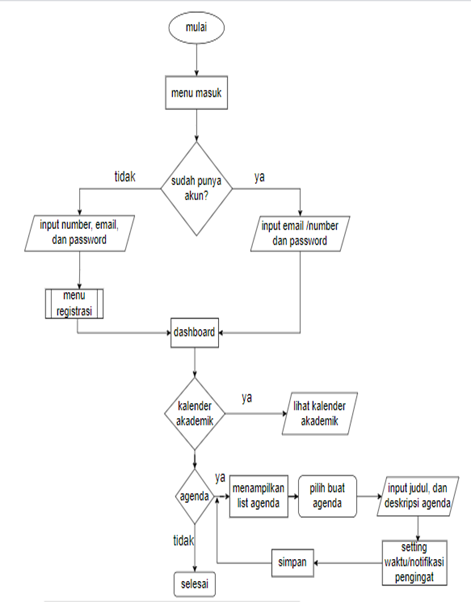 mulai
menu masuk
sudah punya
akun?
tidak
ya
input number, email,
dan password
input email /number
dan password
menu
registrasi
dashboard
kalender
akademik
ya
lihat kalender
akademik
agenda
ya
menampilkan
list agenda
pilih buat
agenda
input judul, dan
deskripsi agenda
tidak
simpan
setting
waktu/notifikasi
pengingat
selesai